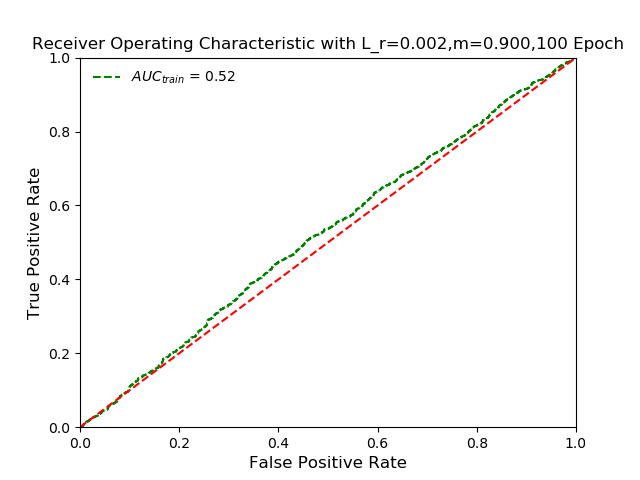 Receiver Operating Characteristic with L_r=0.002,m=0.900,100 Epoch
AUC_train = 0.52
True Positive Rate
1.0
0.8
0.6
0.4
0.2
0.0
0.0 0.2 0.4 0.6 0.8 1.0
False Positive Rate